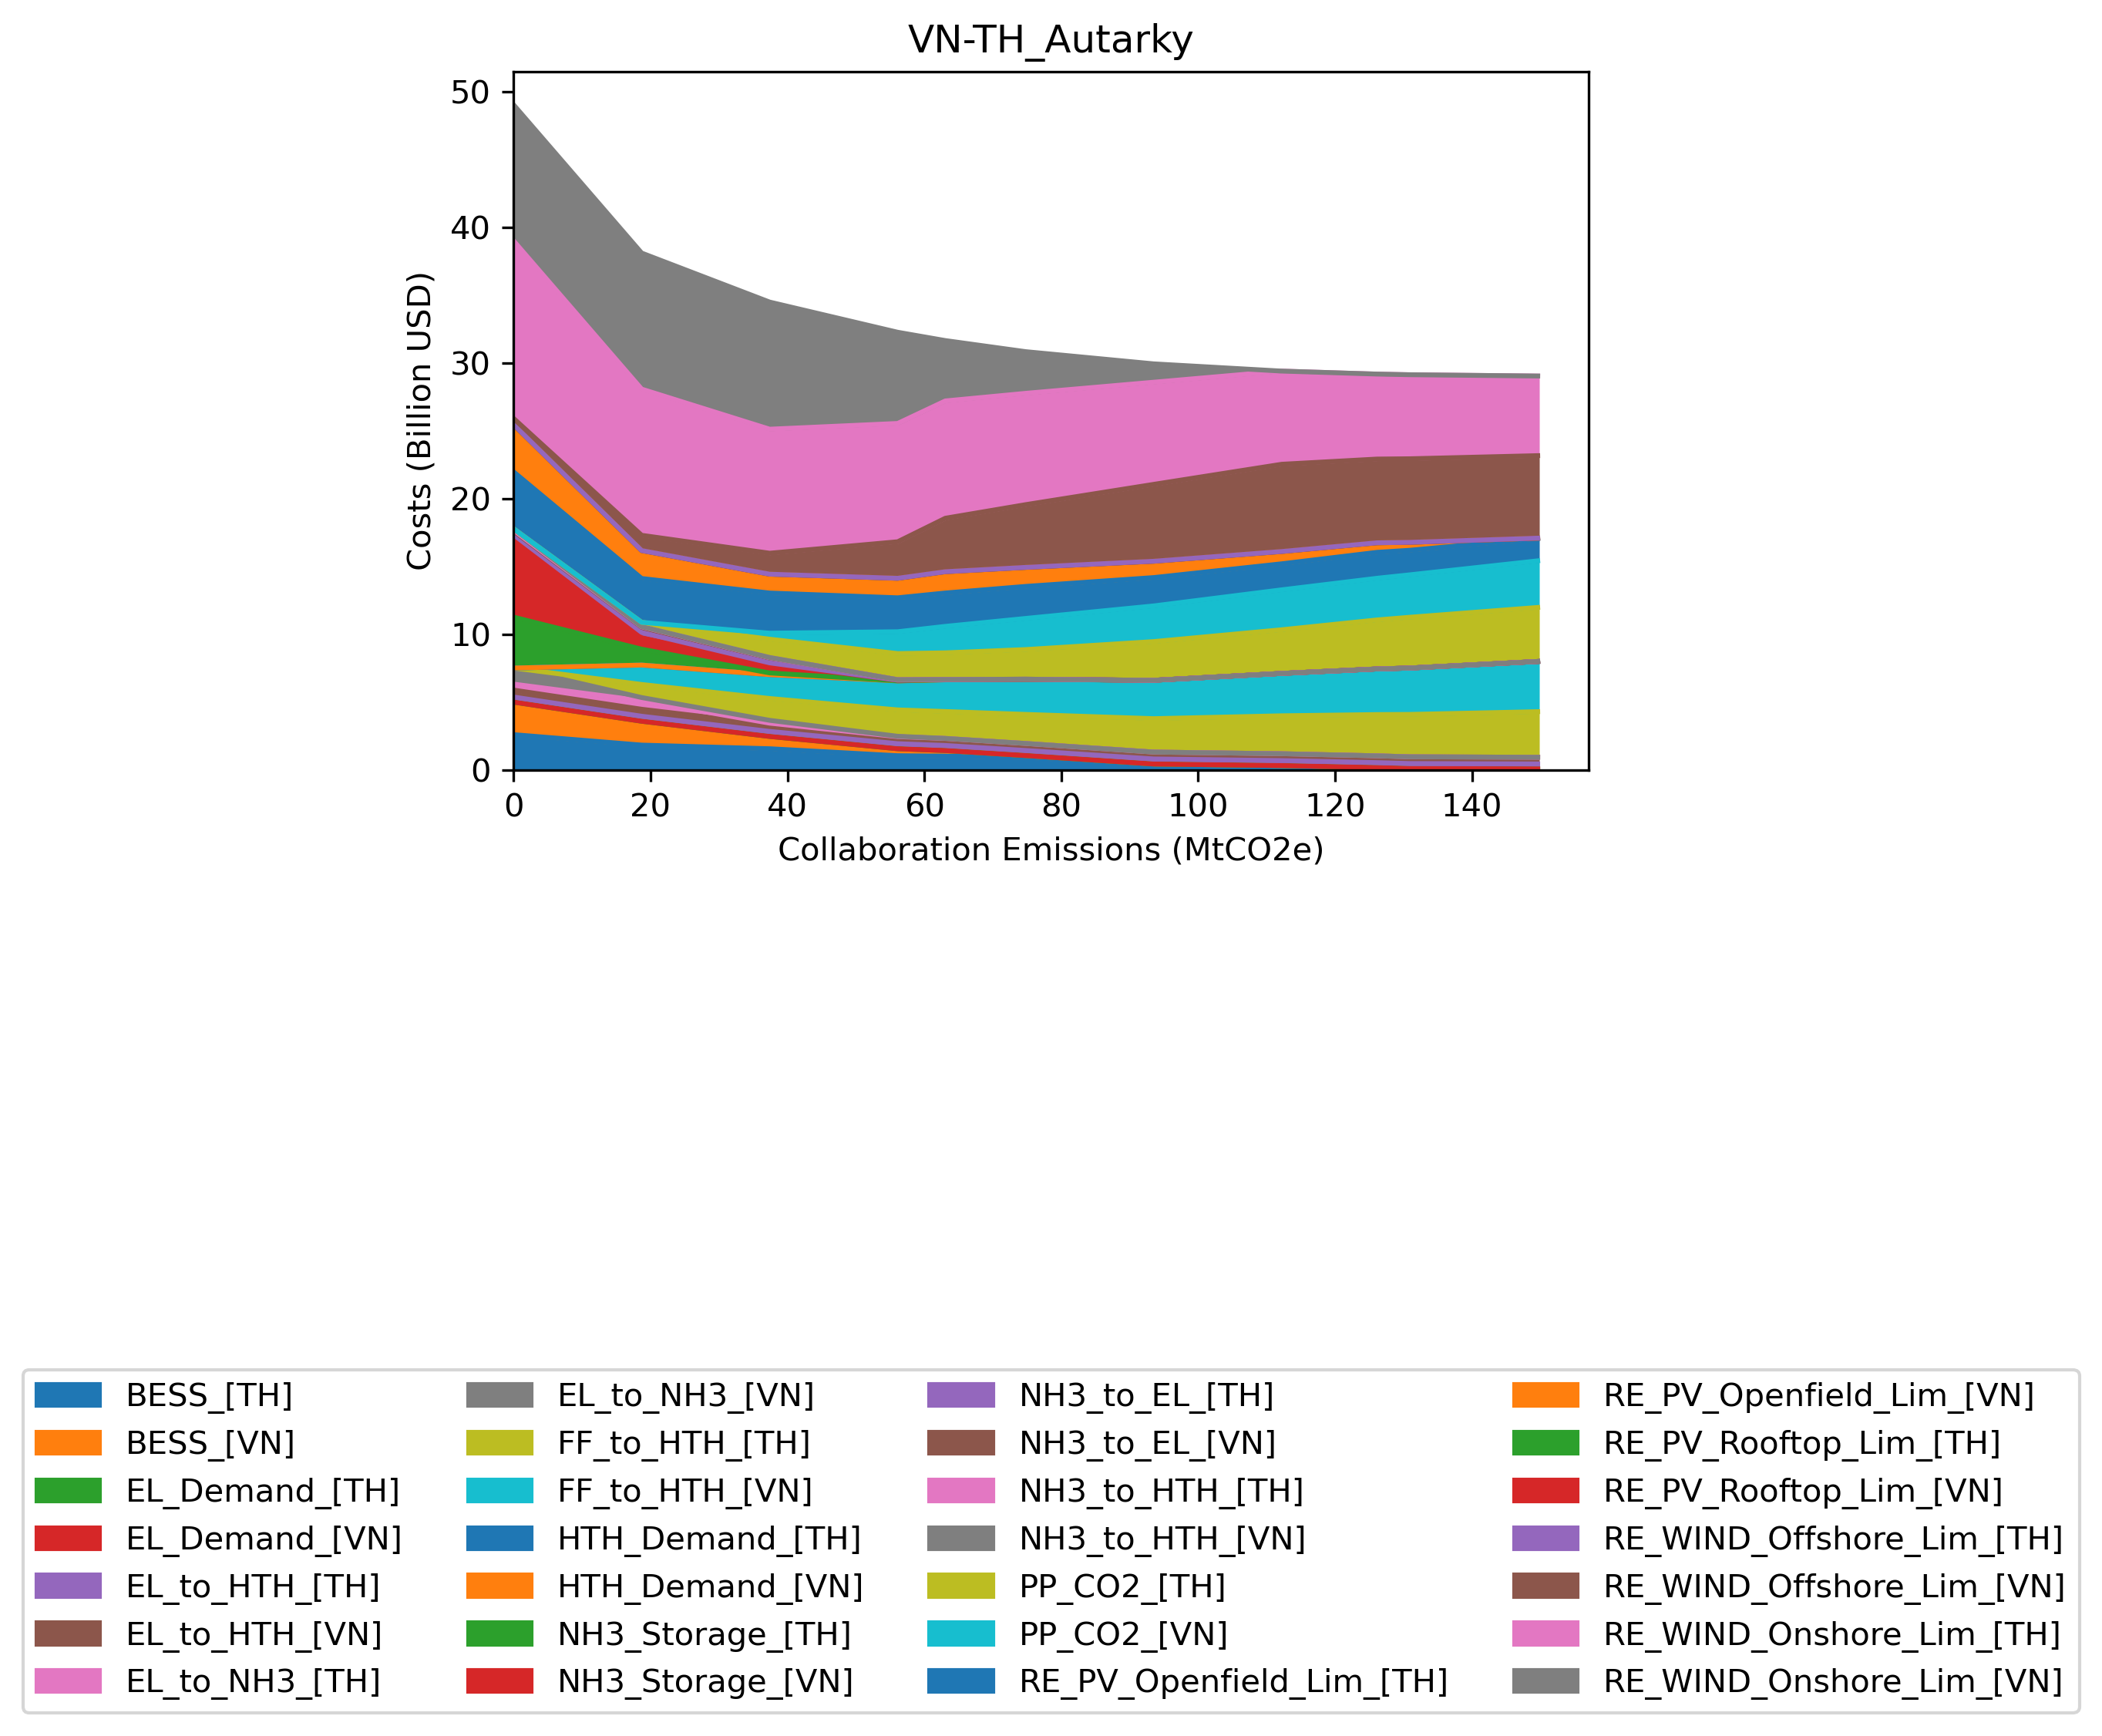 VN-TH_Autarky
50
40
30
20
10
0
Costs (Billion USD)
0 20 40 60 80 100 120 140
Collaboration Emissions (MtCO2e)
BESS_[TH]
BESS_[VN]
EL_Demand_[TH]
EL_Demand_[VN]
EL_to_HTH_[TH]
EL_to_HTH_[VN]
EL_to_NH3_[TH]
EL_to_NH3_[VN]
FF_to_HTH_[TH]
FF_to_HTH_[VN]
HTH_Demand_[TH]
HTH_Demand_[VN]
NH3_Storage_[TH]
NH3_Storage_[VN]
NH3_to_EL_[TH]
NH3_to_EL_[VN]
NH3_to_HTH_[TH]
NH3_to_HTH_[VN]
PP_CO2_[TH]
PP_CO2_[VN]
RE_PV_Openfield_Lim_[TH]
RE_PV_Openfield_Lim_[VN]
RE_PV_Rooftop_Lim_[TH]
RE_PV_Rooftop_Lim_[VN]
RE_WIND_Offshore_Lim_[TH]
RE_WIND_Offshore_Lim_[VN]
RE_WIND_Onshore_Lim_[TH]
RE_WIND_Onshore_Lim_[VN]